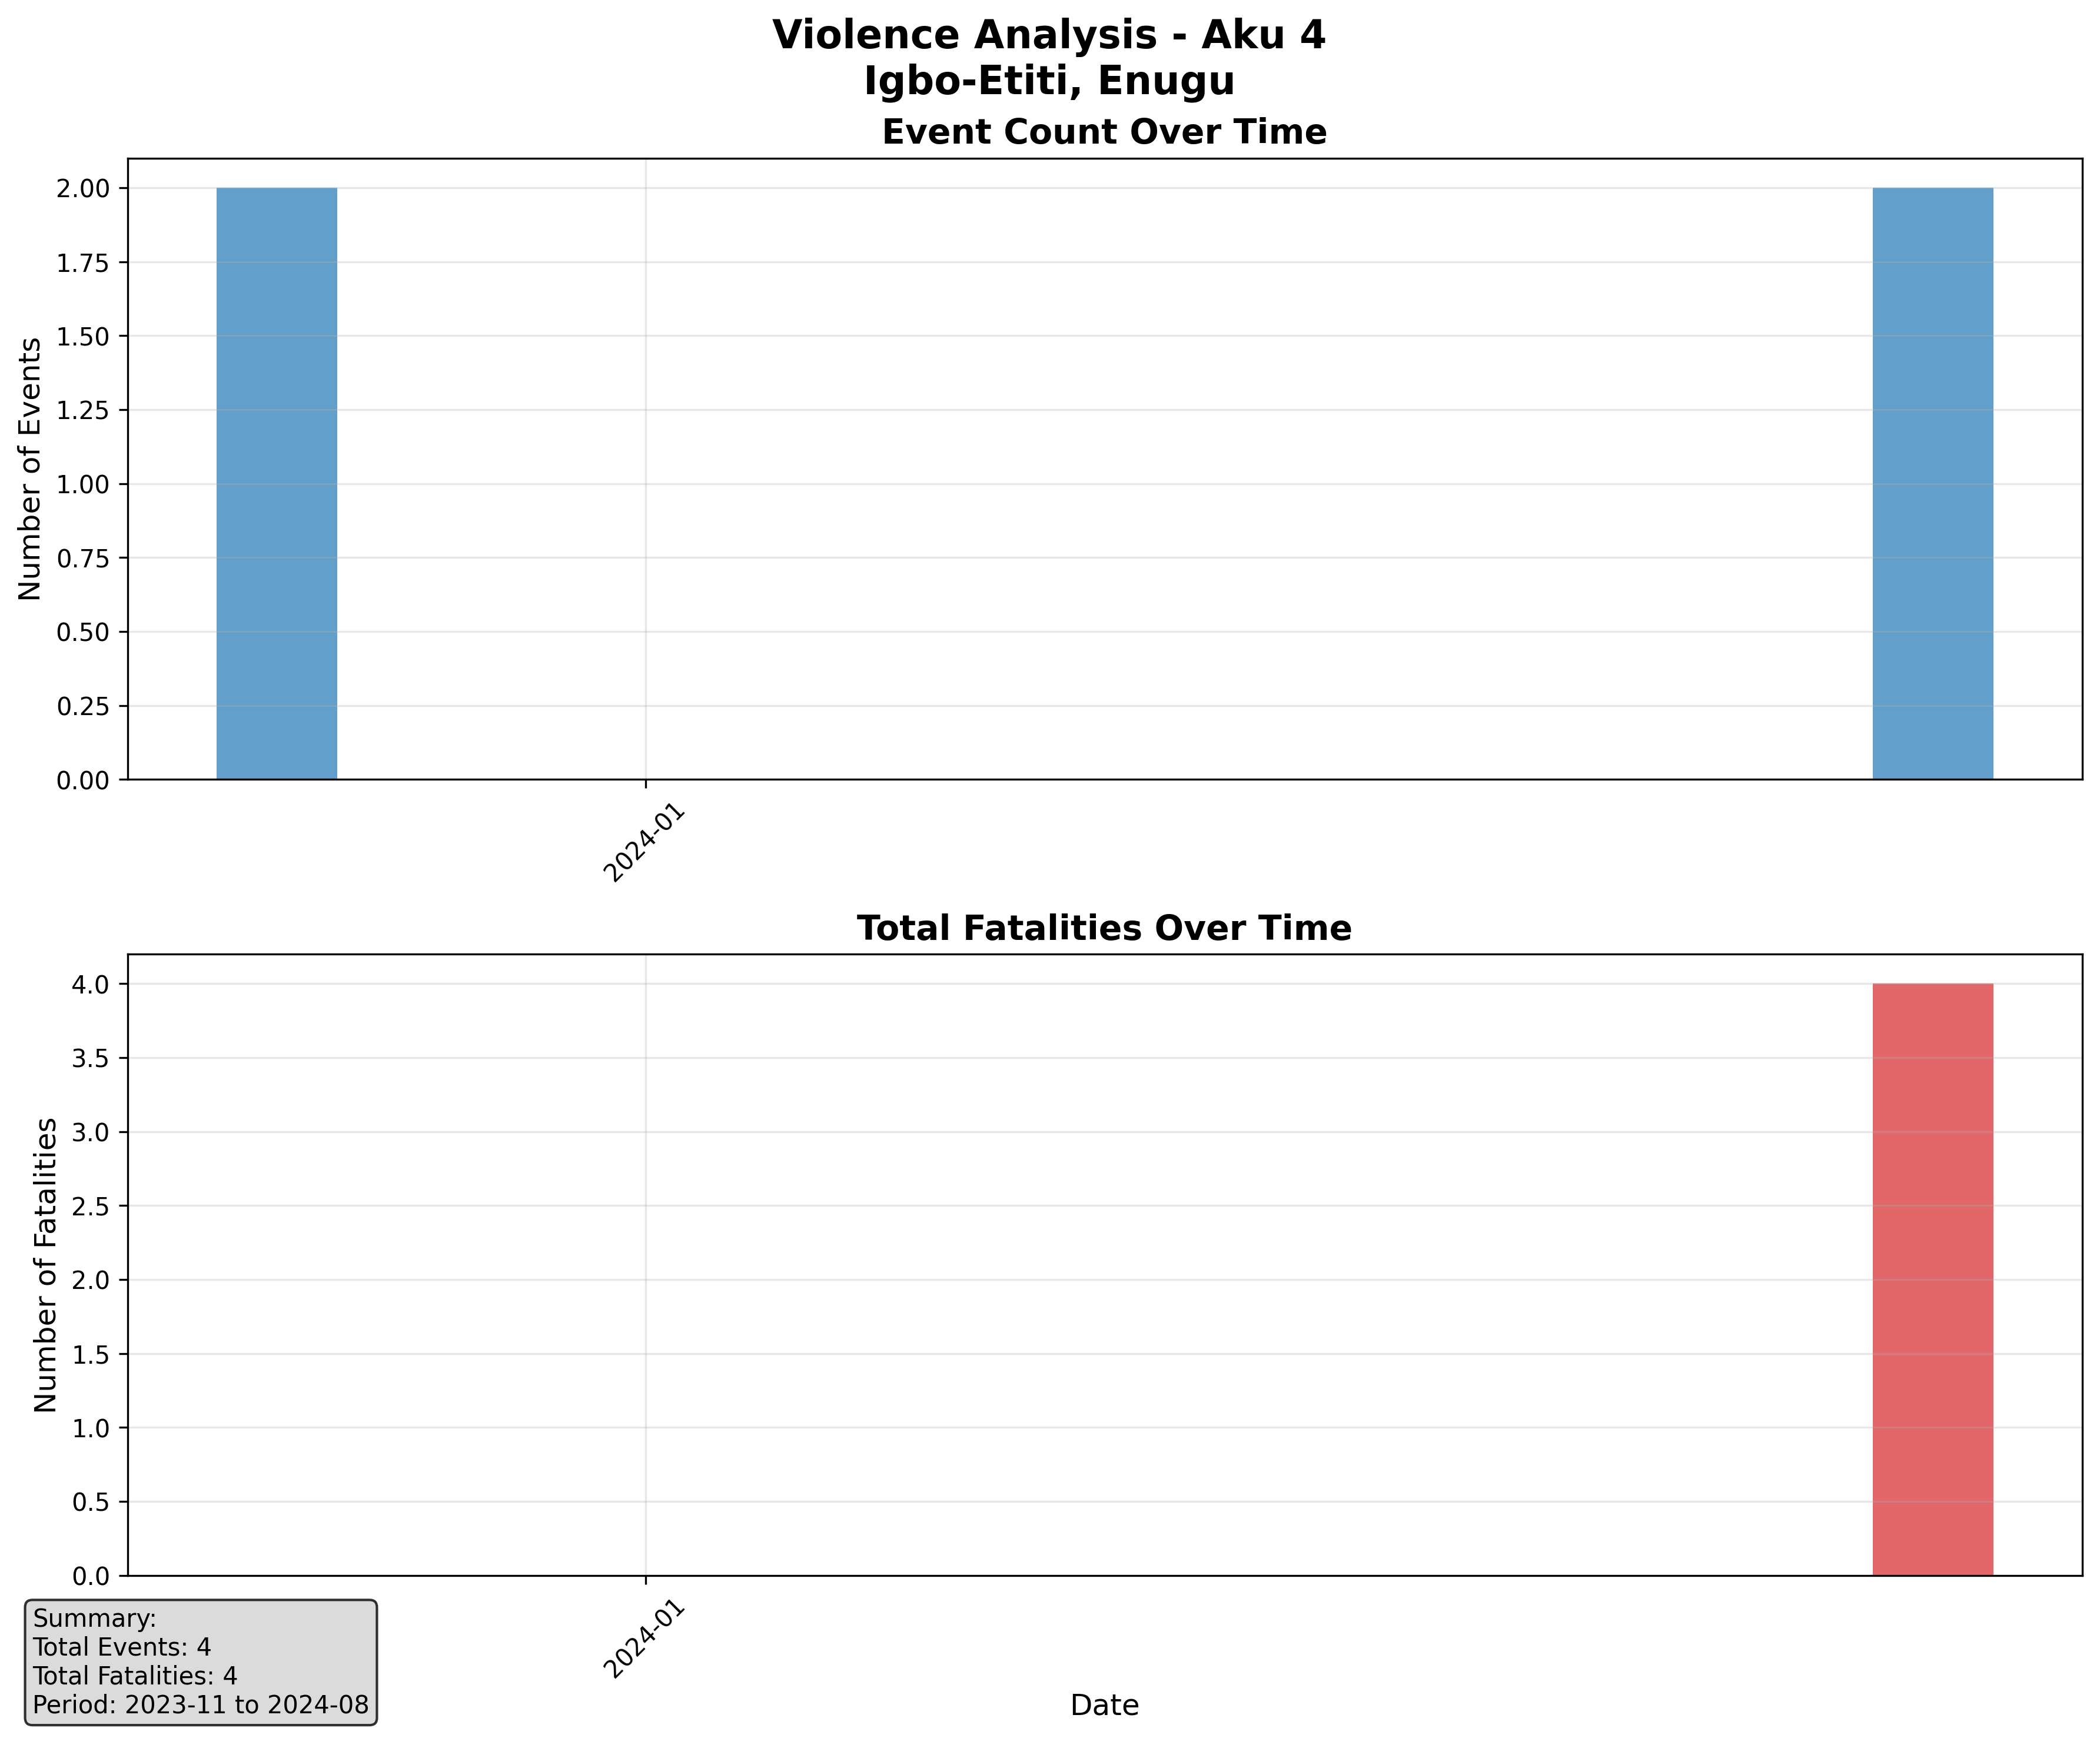 Violence Analysis - Aku 4
Igbo-Etiti, Enugu
Event Count Over Time
2.00
1.75
1.50
1.25
1.00
0.75
0.50
0.25
0.00
Number of Events
2024-01
Total Fatalities Over Time
4.0
3.5
3.0
2.5
2.0
1.5
1.0
0.5
0.0
Number of Fatalities
2024-01
Date
Summary:
Total Events: 4
Total Fatalities: 4
Period: 2023-11 to 2024-08